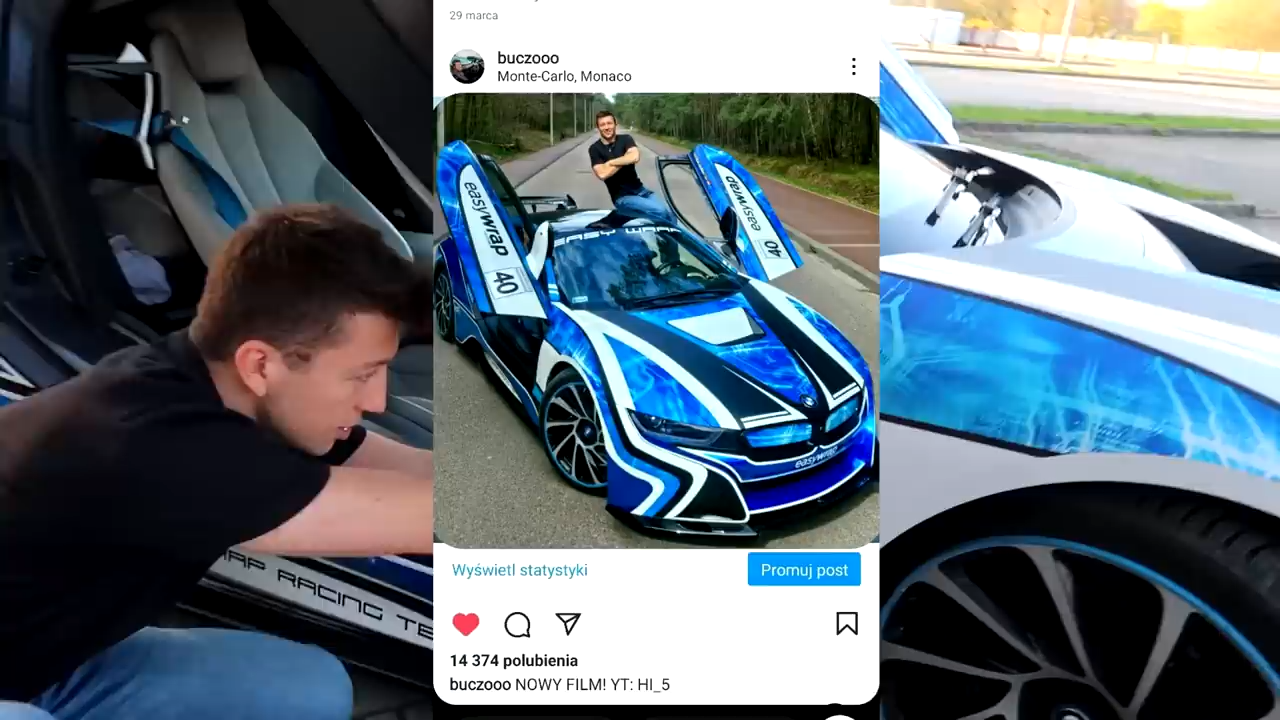 29 marca
buczooo
Monte-Carlo, Monaco
easywrap
40
EASY WRAP
easywrap
40
easywrap
RAP RACING TE
Wyświetl statystyki
Promuj post
14 374 polubienia
buczooo NOWY FILM! YT: HI_5